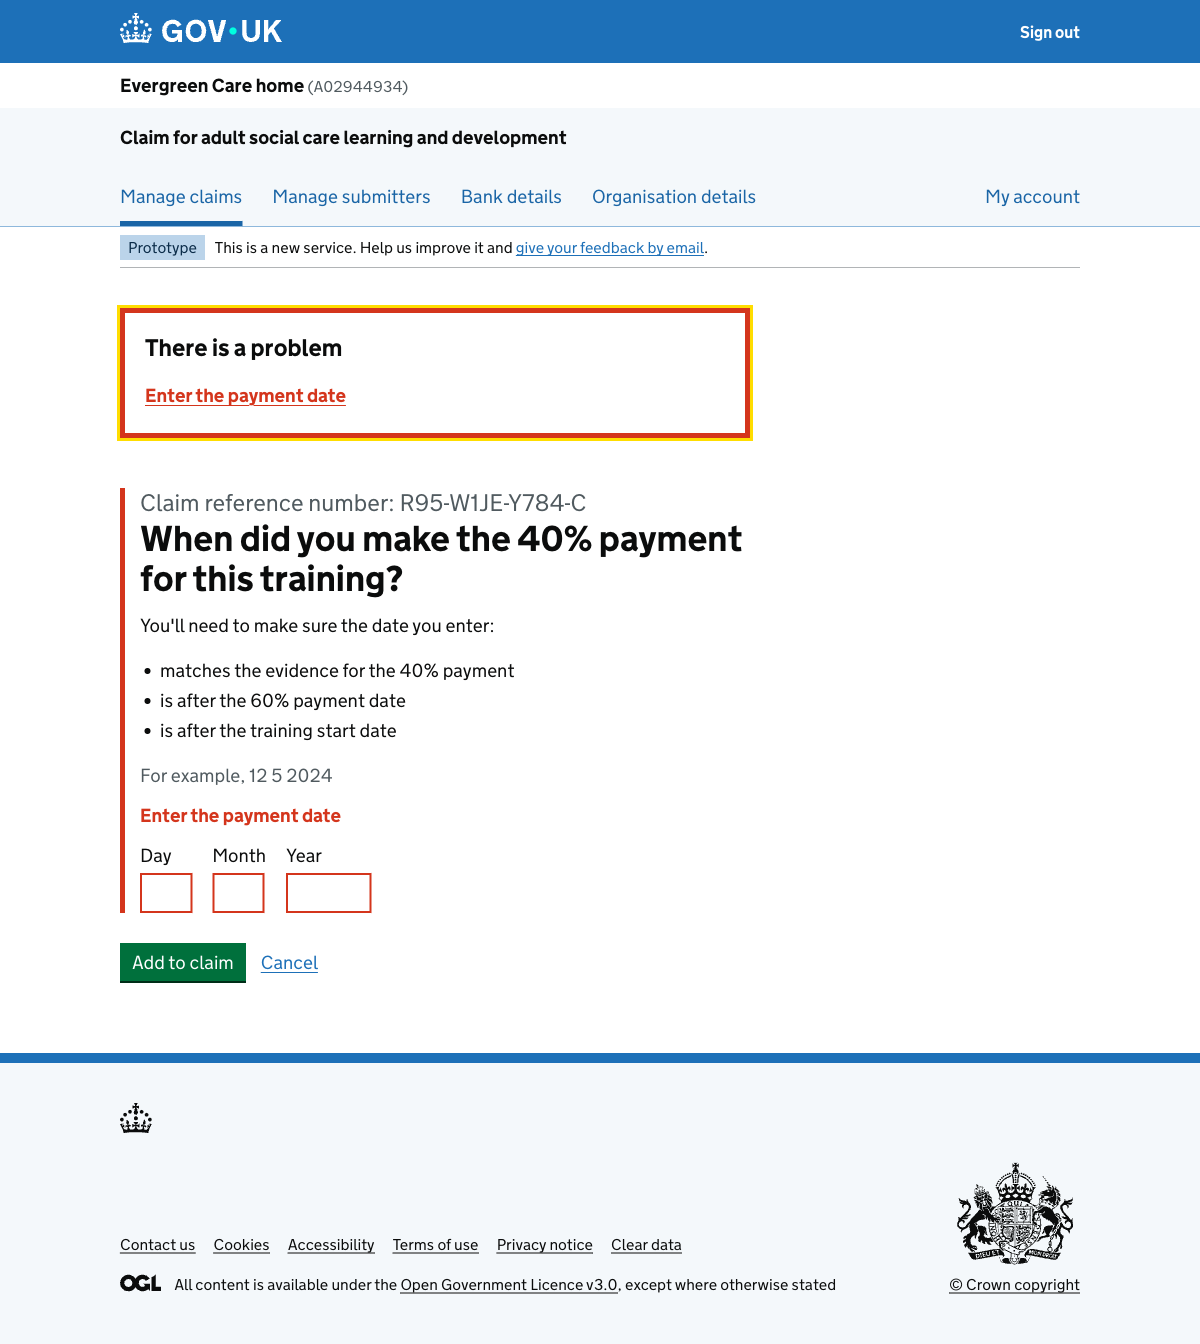 GOV·UK
Sign out
Evergreen Care home (A02944934)
Claim for adult social care learning and development
Manage claims Manage submitters Bank details Organisation details My account
Prototype This is a new service. Help us improve it and give your feedback by email.
There is a problem
Enter the payment date
Claim reference number: R95-W1JE-Y784-C
When did you make the 40% payment
for this training?
You'll need to make sure the date you enter:
• matches the evidence for the 40% payment
• is after the 60% payment date
• is after the training start date
For example, 12 5 2024
Enter the payment date
Day Month Year
Add to claim Cancel
Contact us Cookies Accessibility Terms of use Privacy notice Clear data
OGL All content is available under the Open Government Licence v3.0, except where otherwise stated
© Crown copyright